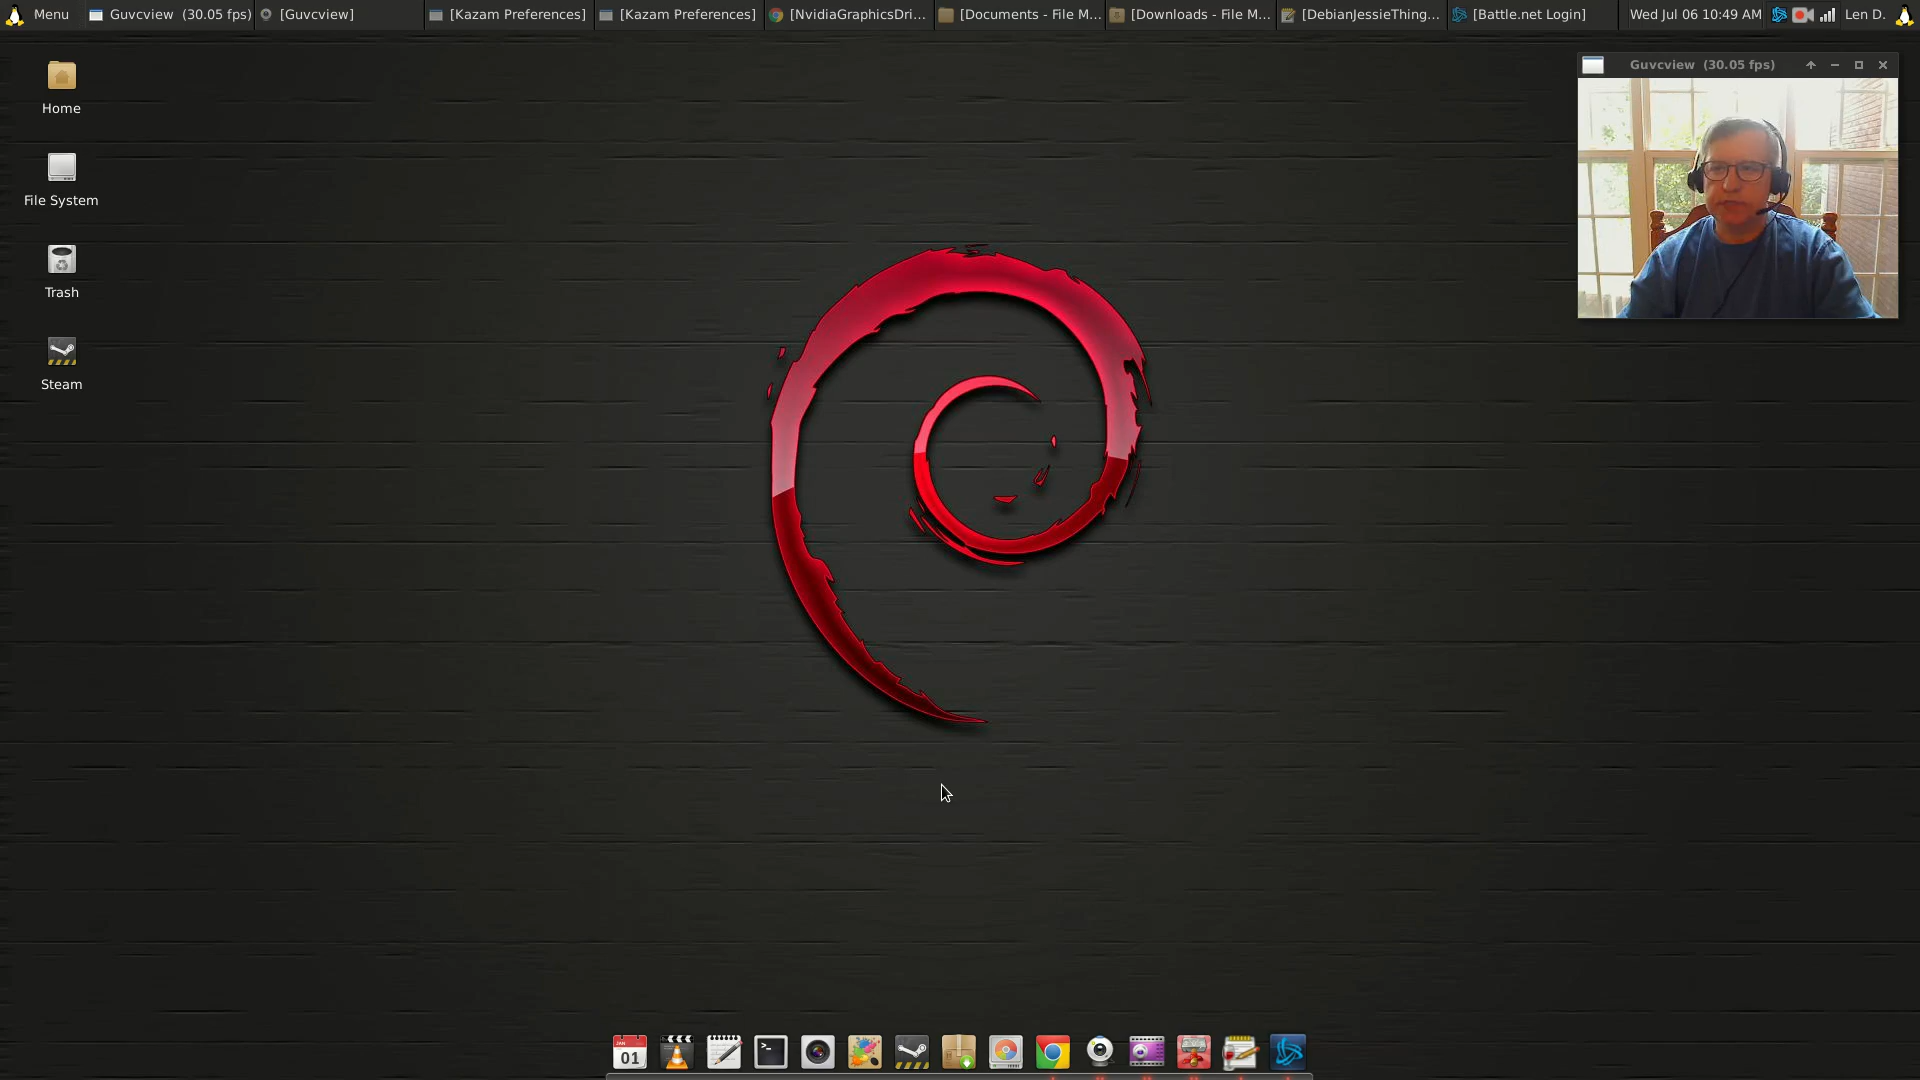 Menu
Guvcview (30.05 fps)
[Guvcview]
[Kazam Preferences]
[Kazam Preferences]
[NvidiaGraphicsDri...
[Documents - File M...
[Downloads - File M...
[DebianJessieThing...
[Battle.net Login]
Wed Jul 06 10:49 AM
Len D.
Guvcview (30.05 fps)
Home
File System
Trash
Steam
JAN
01
>_